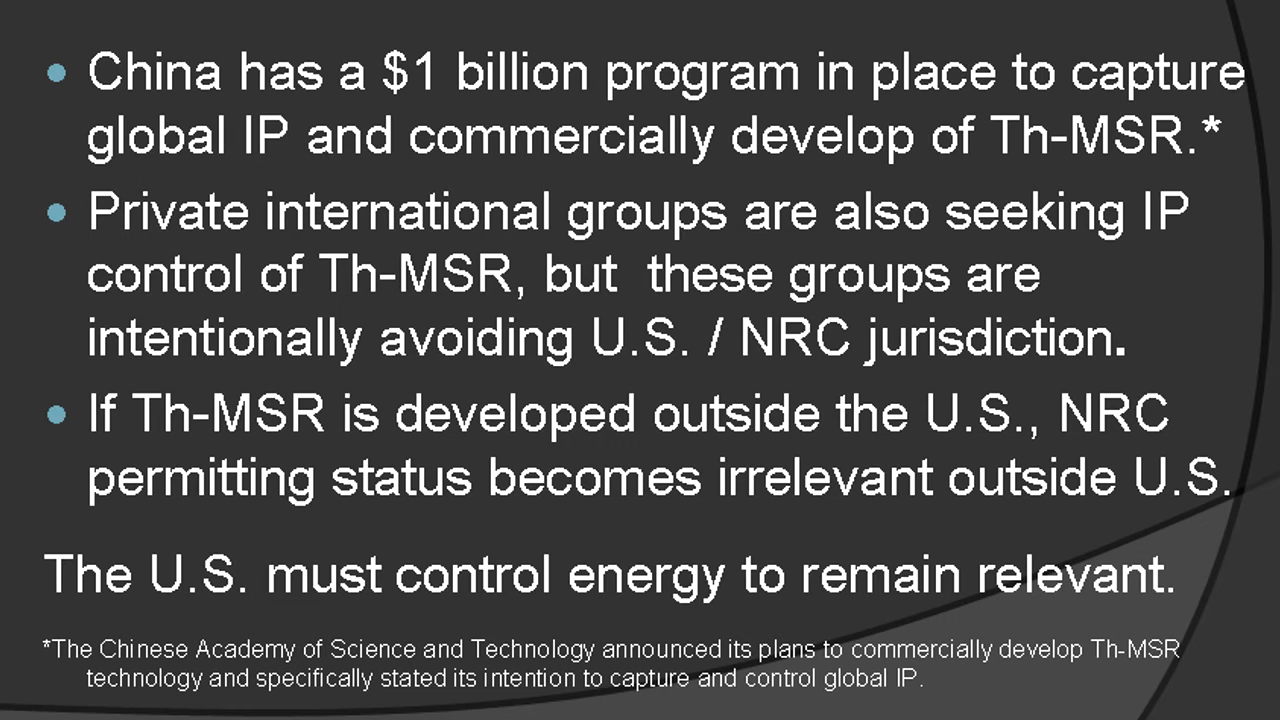 • China has a $1 billion program in place to capture
global IP and commercially develop of Th-MSR.*
• Private international groups are also seeking IP
control of Th-MSR, but  these groups are
intentionally avoiding U.S. / NRC jurisdiction.
• If Th-MSR is developed outside the U.S., NRC
permitting status becomes irrelevant outside U.S.
The U.S. must control energy to remain relevant.
*The Chinese Academy of Science and Technology announced its plans to commercially develop Th-MSR
technology and specifically stated its intention to capture and control global IP.